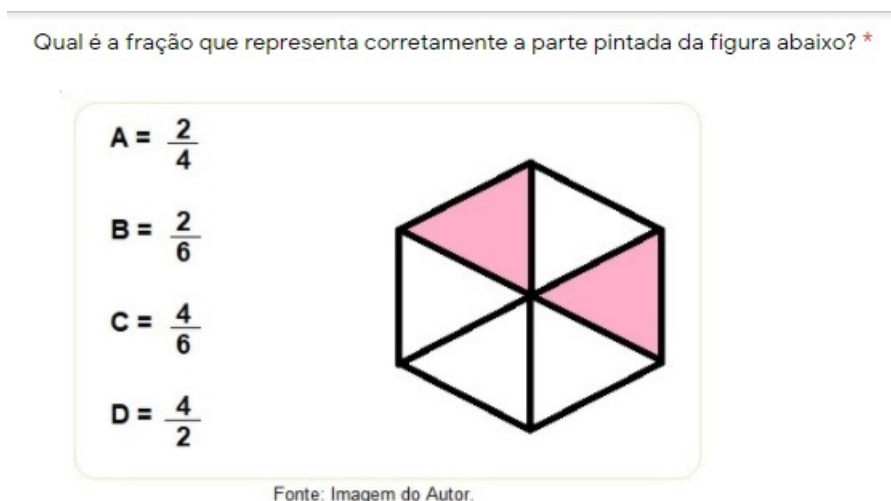 Qual é a fração que representa corretamente a parte pintada da figura abaixo? *
A = 2/4
B = 2/6
C = 4/6
D = 4/2
Fonte: Imagem do Autor.